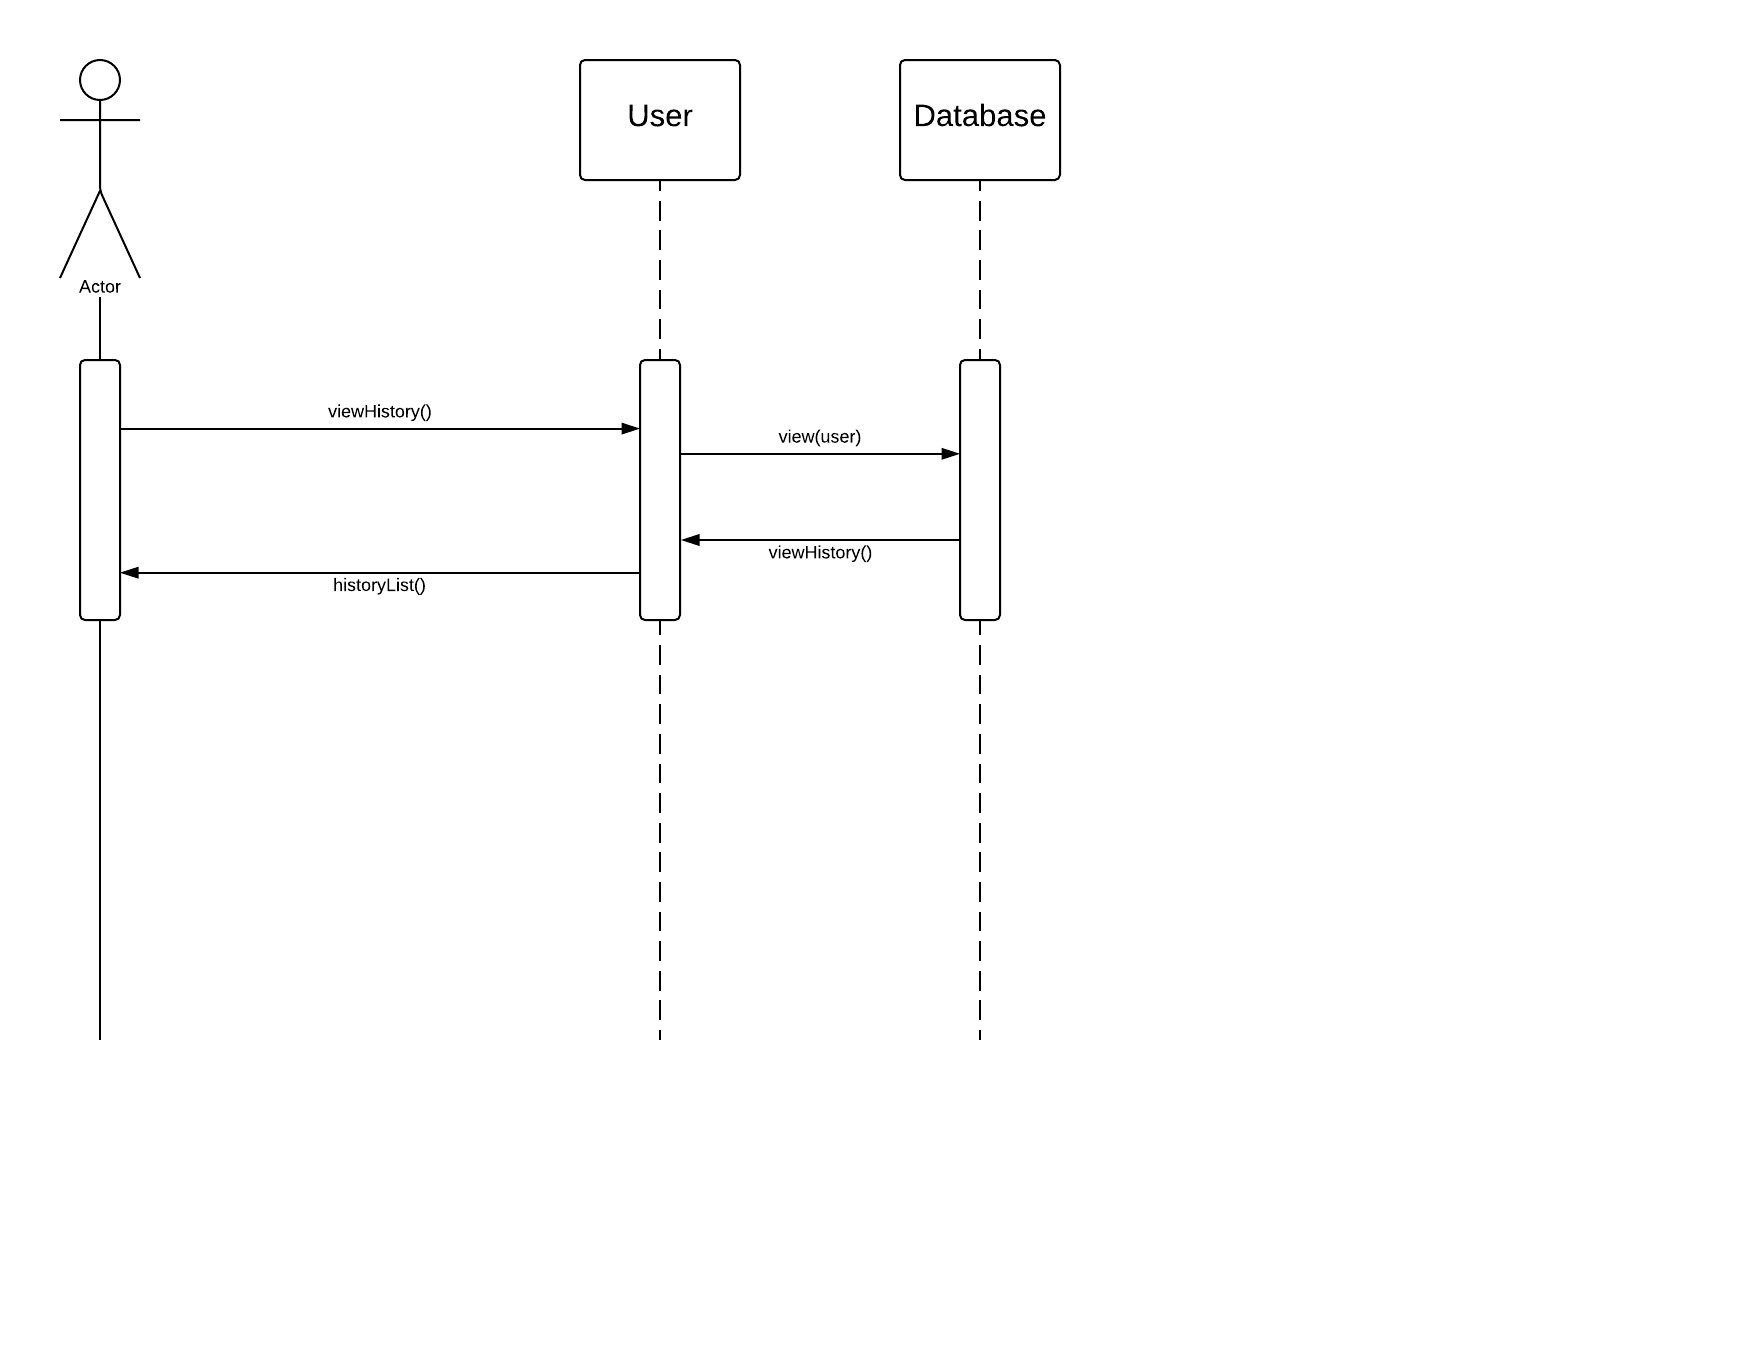 User
Database
Actor
viewHistory()
view(user)
viewHistory()
historyList()